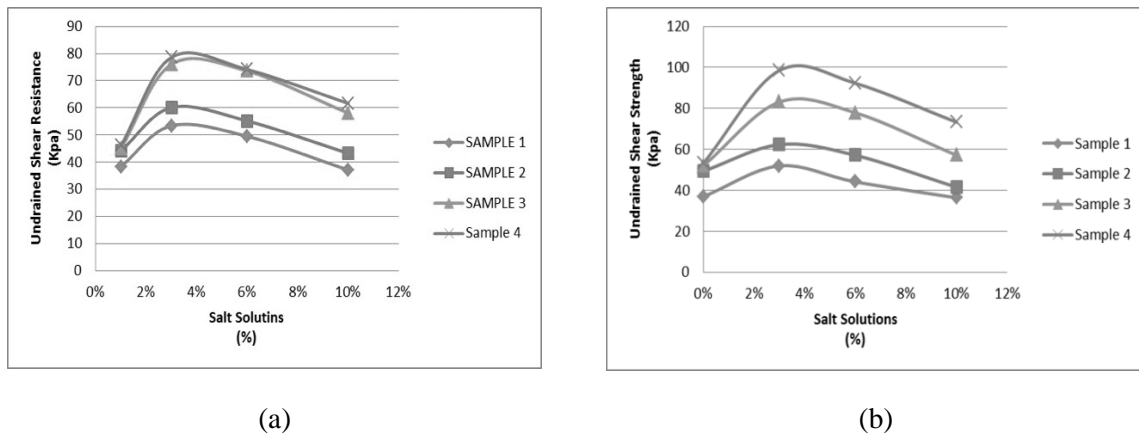 90
80
70
60
50
40
30
20
10
0
Undrained Shear Resistance
(Kpa)
0% 2% 4% 6% 8% 10% 12%
Salt Solutins
(%)
SAMPLE 1
SAMPLE 2
SAMPLE 3
Sample 4
(a)
120
100
80
60
40
20
0
Undrained Shear Strength
(Kpa)
0% 2% 4% 6% 8% 10% 12%
Salt Solutions
(%)
Sample 1
Sample 2
Sample 3
Sample 4
(b)